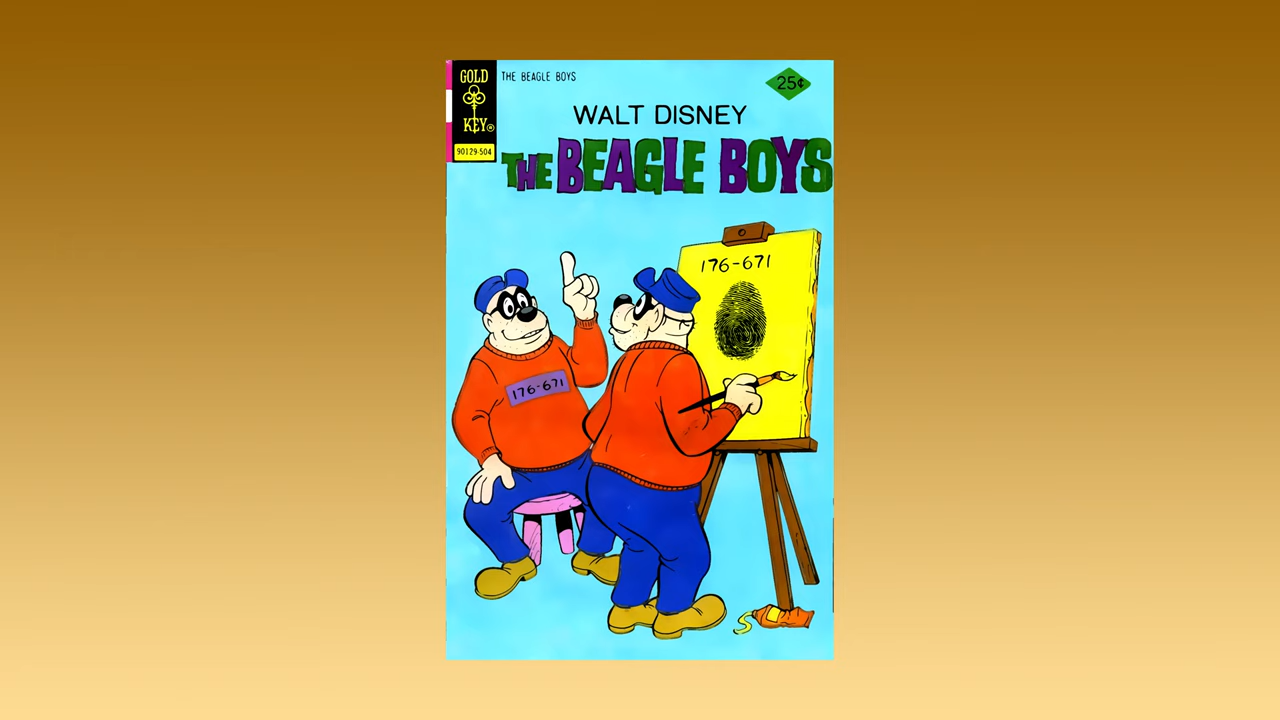 GOLD
KEY®
90129-504
THE BEAGLE BOYS
25¢
WALT DISNEY
THE BEAGLE BOYS
176-671
176-671